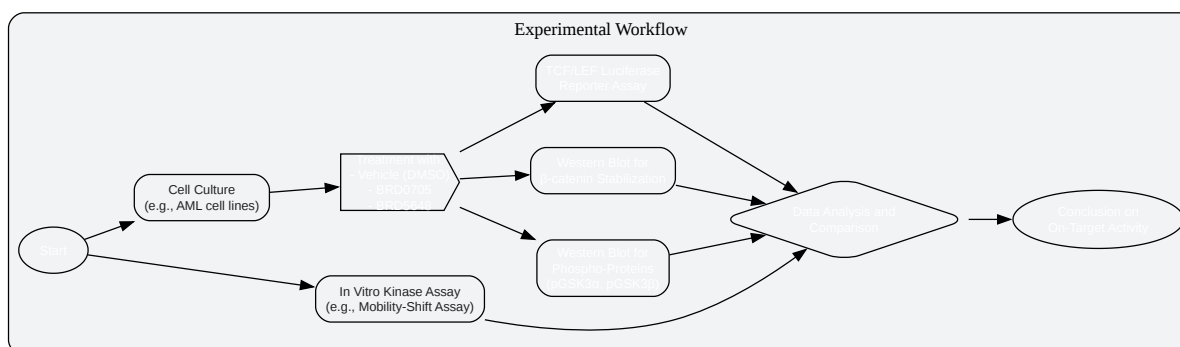 Experimental Workflow
TCF/LEF Luciferase
Reporter Assay
Treatment with:
- Vehicle (DMSO)
- BRD0705
- BRD5648
Western Blot for
β-catenin Stabilization
Cell Culture
(e.g., AML cell lines)
Data Analysis and
Comparison
Conclusion on
On-Target Activity
Start
Western Blot for
Phospho-Proteins
(pGSK3α, pGSK3β)
In Vitro Kinase Assay
(e.g., Mobility-Shift Assay)